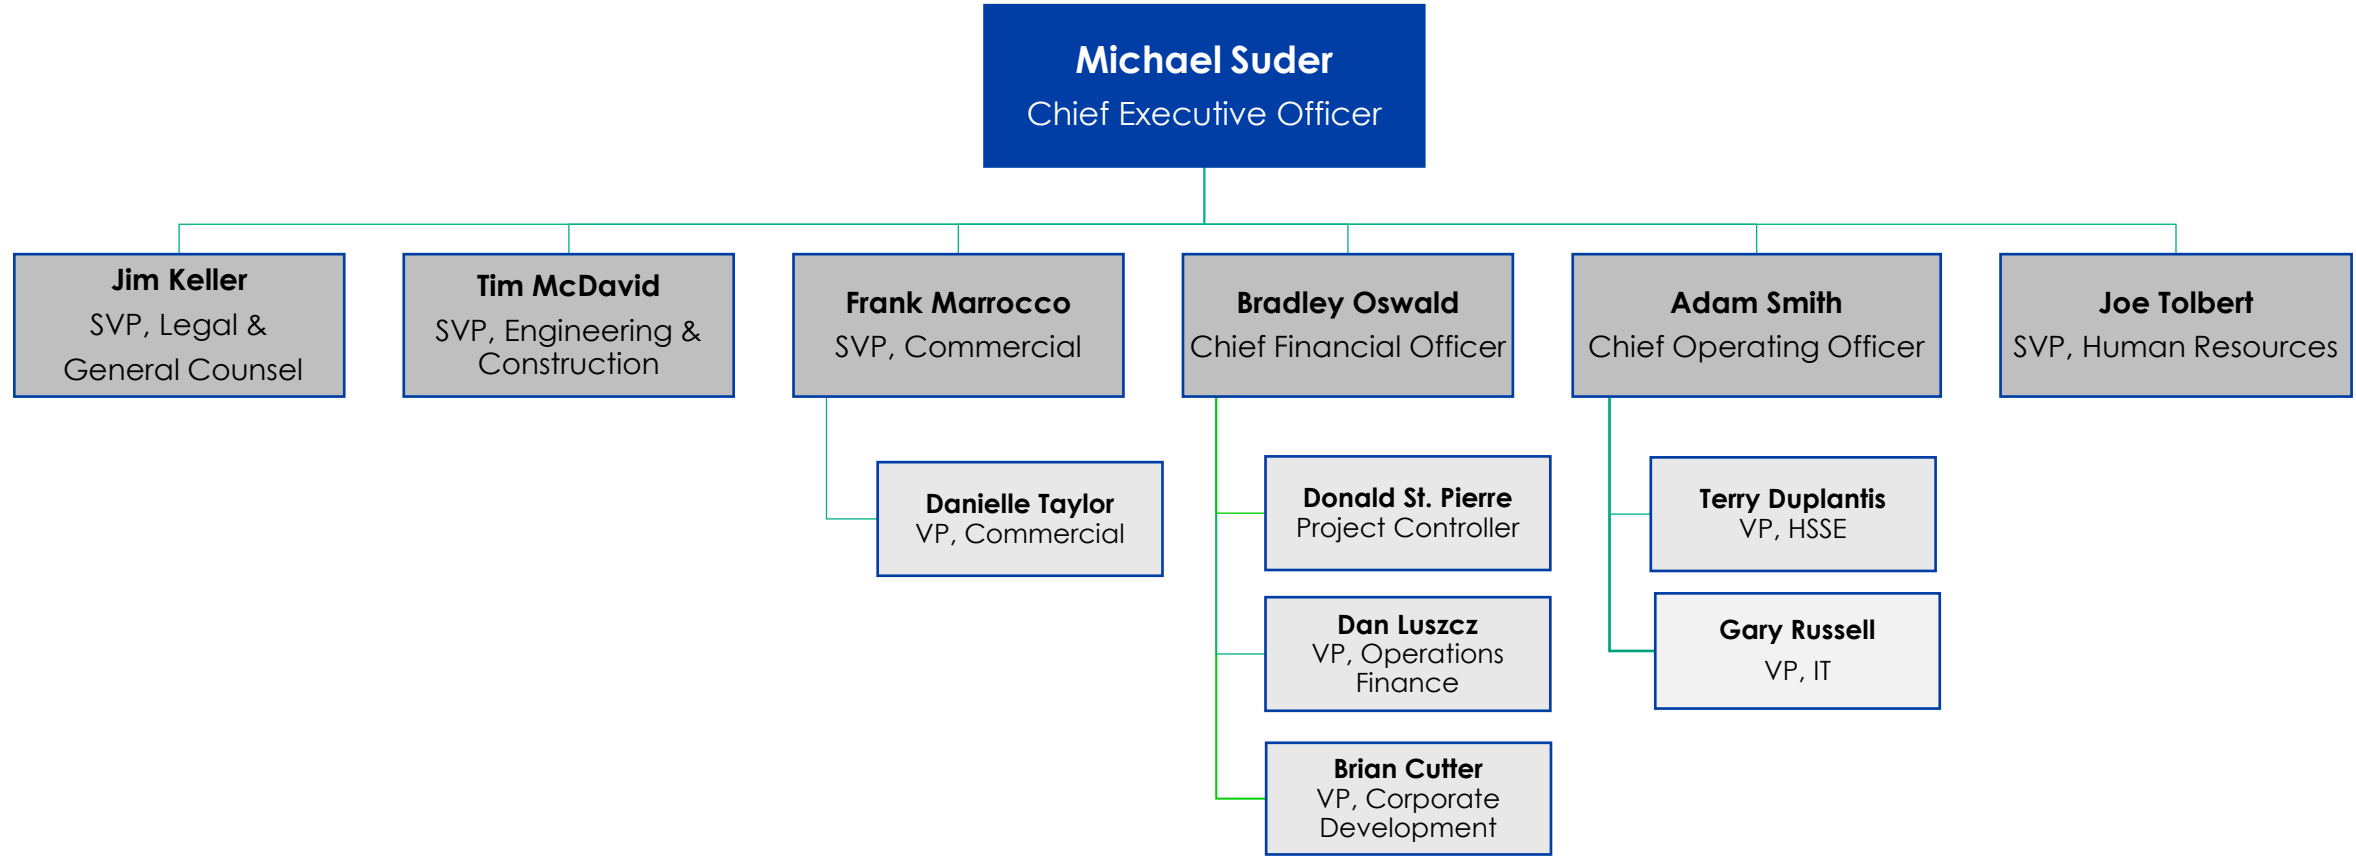 Michael Suder
Chief Executive Officer
Jim Keller
SVP, Legal &
General Counsel
Tim McDavid
SVP, Engineering &
Construction
Frank Marrocco
SVP, Commercial
Bradley Oswald
Chief Financial Officer
Adam Smith
Chief Operating Officer
Joe Tolbert
SVP, Human Resources
Danielle Taylor
VP, Commercial
Donald St. Pierre
Project Controller
Dan Luszcz
VP, Operations
Finance
Brian Cutter
VP, Corporate
Development
Terry Duplantis
VP, HSSE
Gary Russell
VP, IT